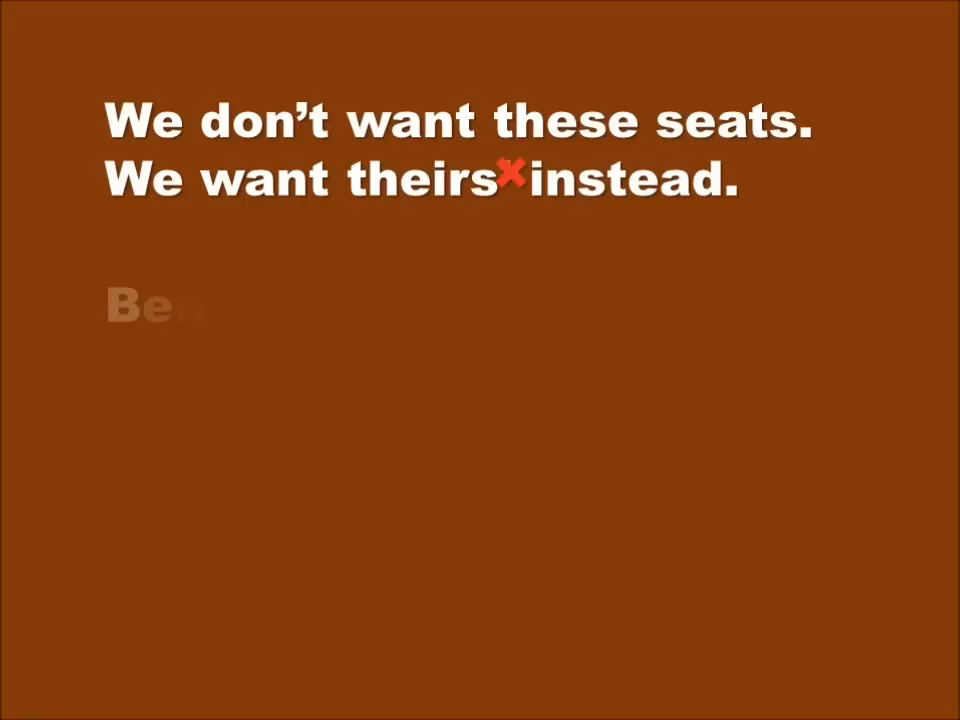 We don’t want these seats.
We want theirs’ instead.
Ben